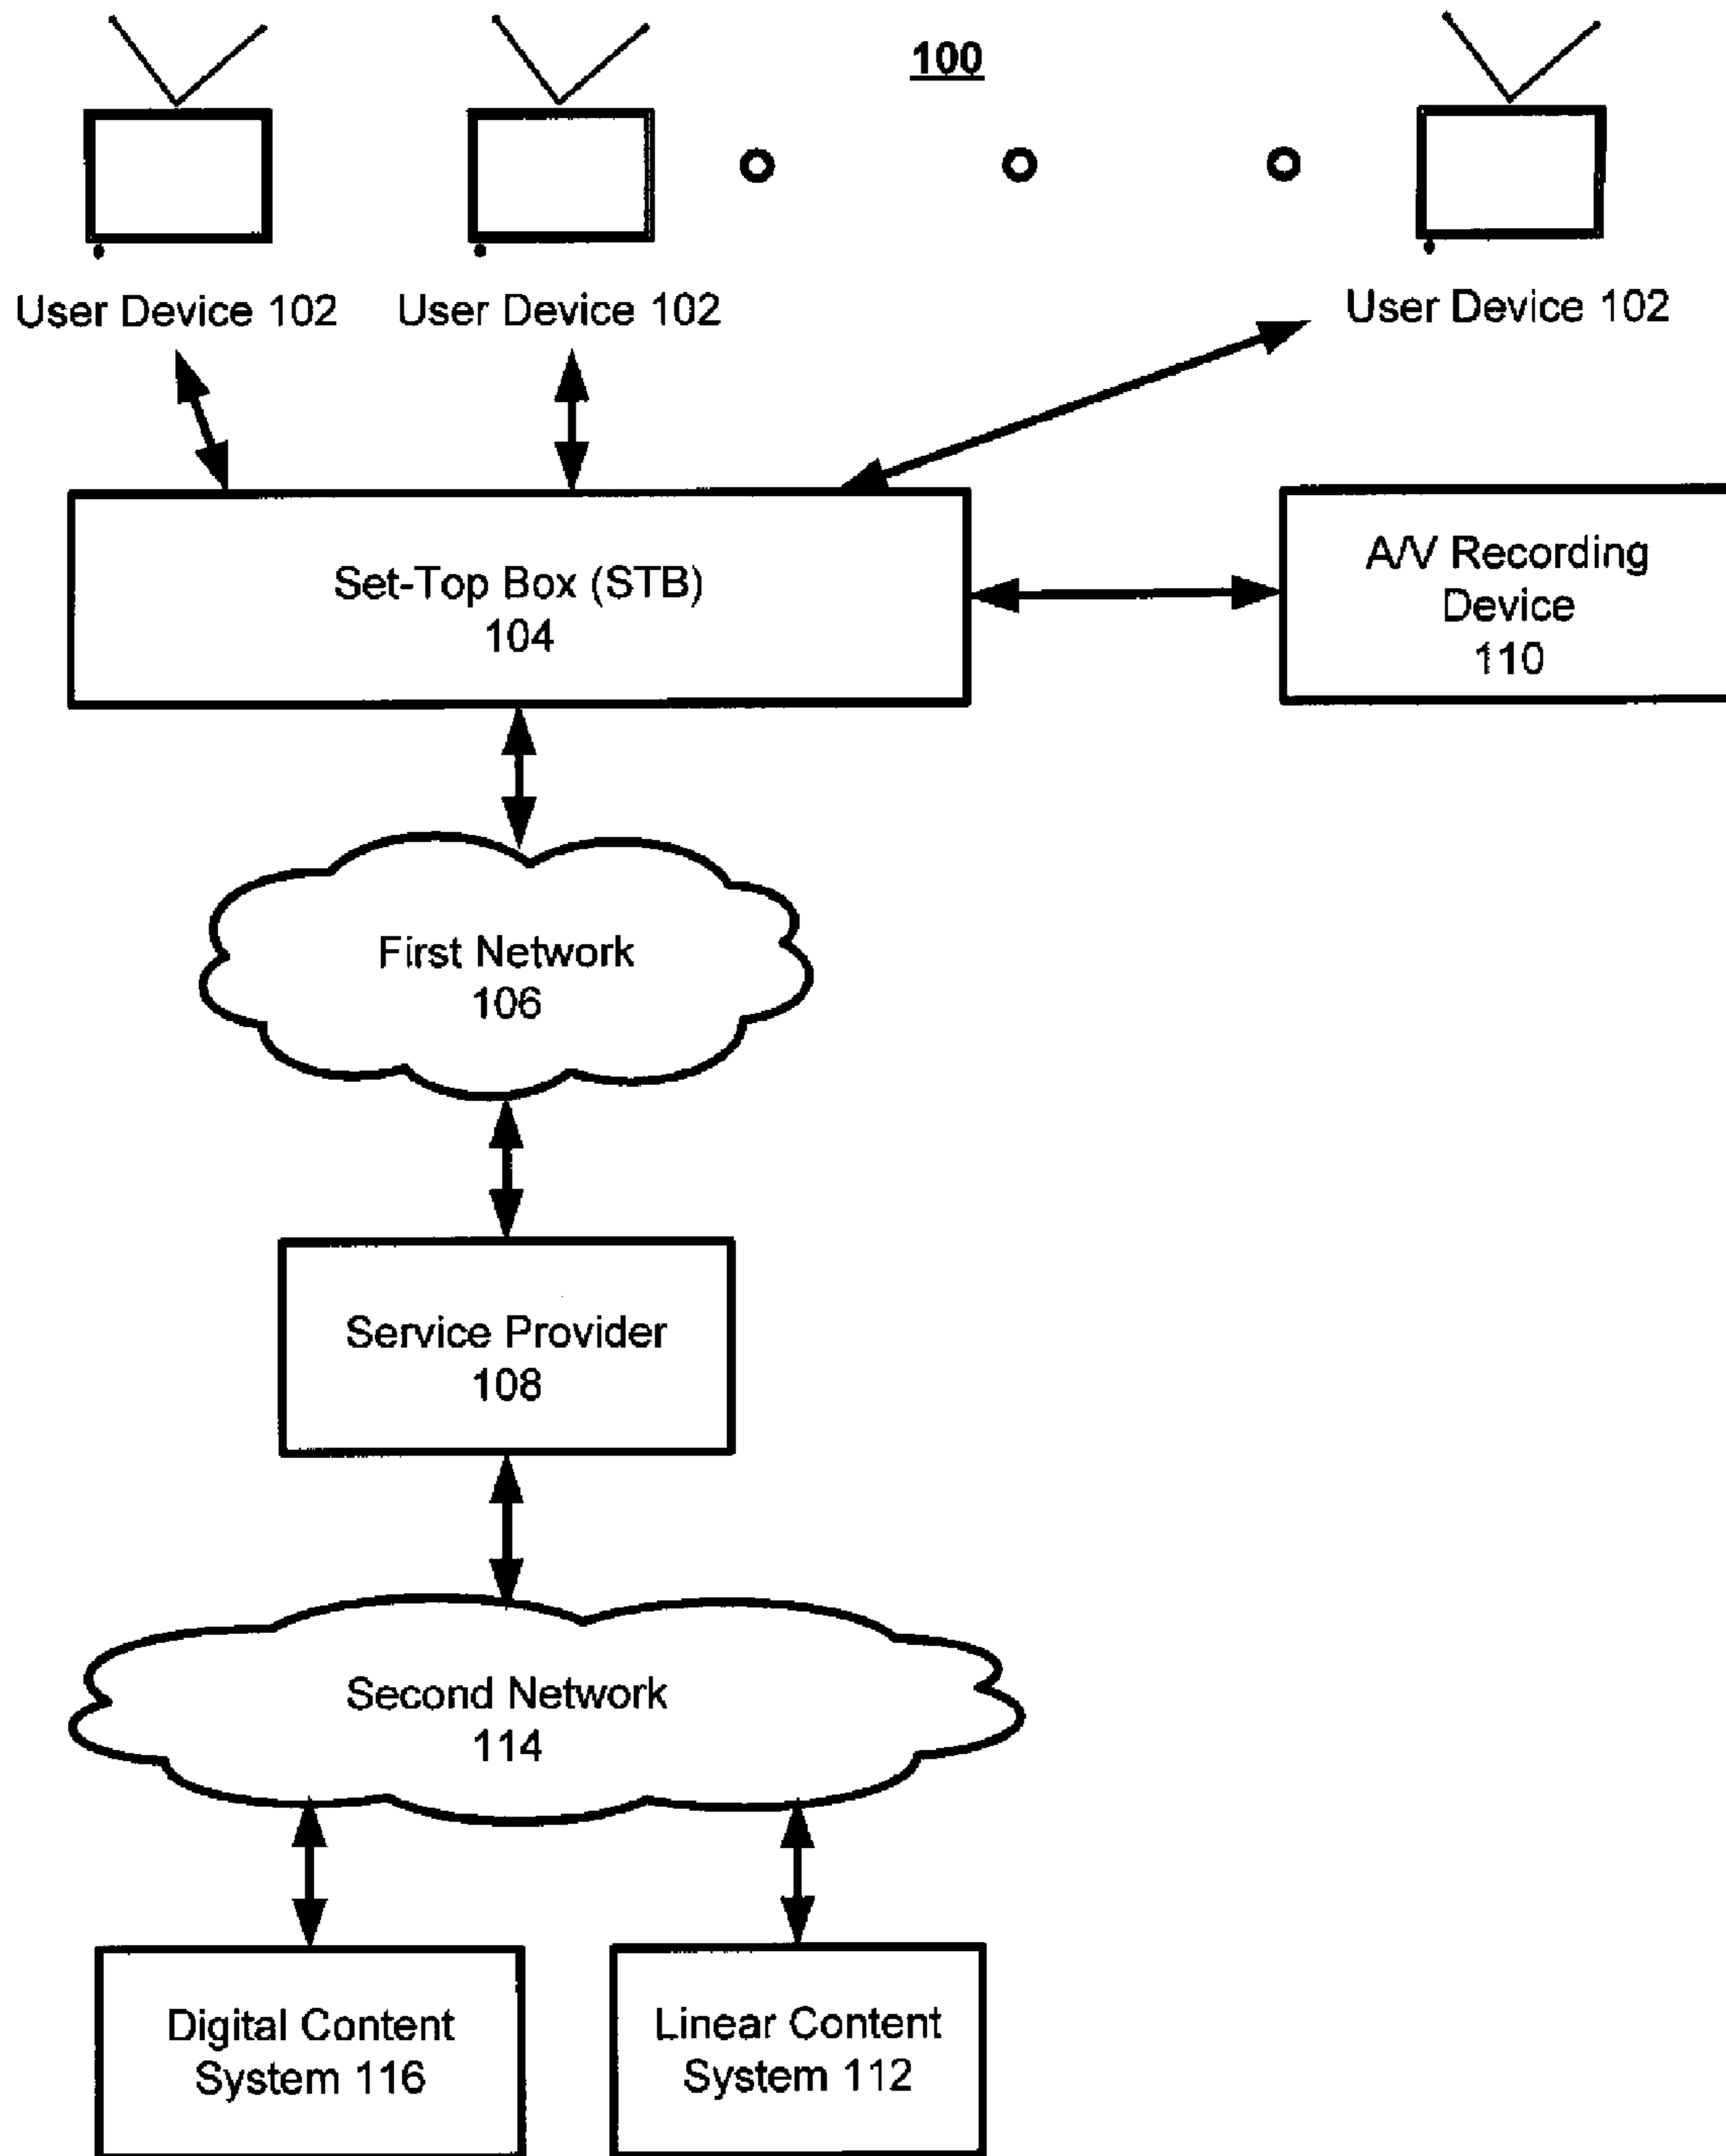 100
User Device 102
User Device 102
User Device 102
Set-Top Box (STB)
104
A/V Recording
Device
110
First Network
106
Service Provider
108
Second Network
114
Digital Content
System 116
Linear Content
System 112